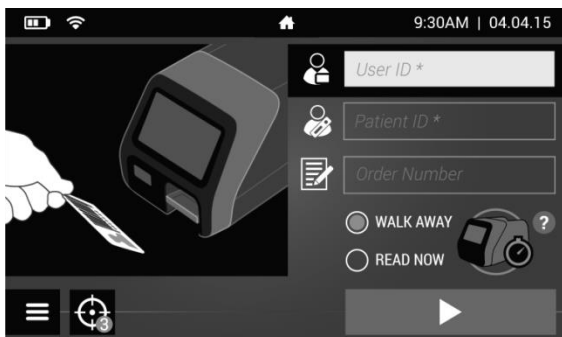 9:30AM | 04.04.15
User ID *
Patient ID *
Order Number
WALK AWAY
?
READ NOW
3